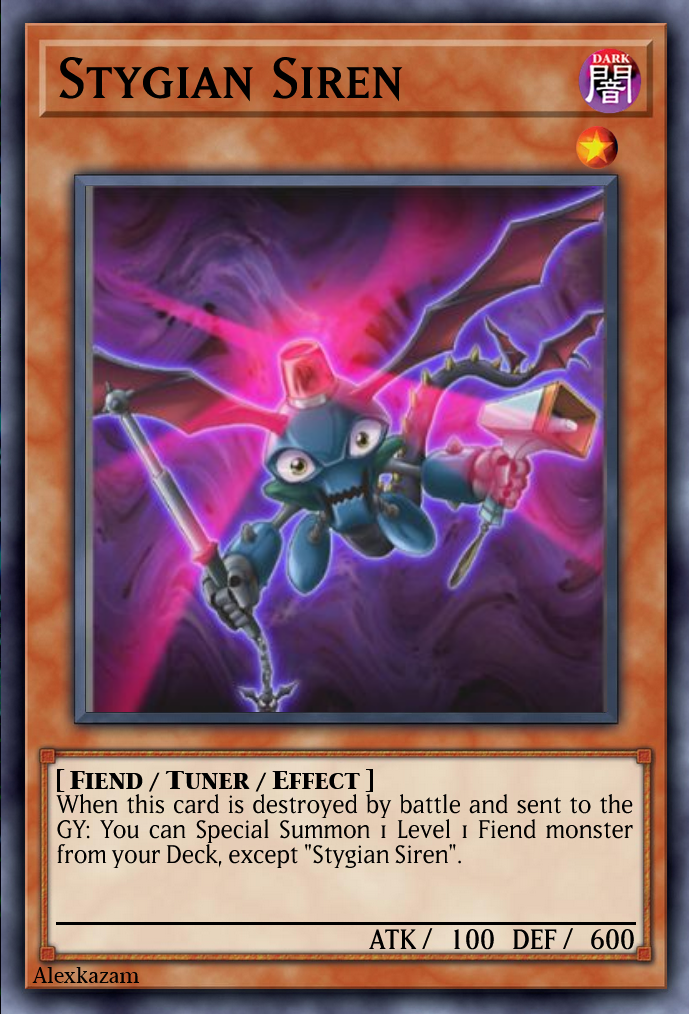 Stygian Siren
DARK
闇
[ Fiend / Tuner / Effect ]
When this card is destroyed by battle and sent to the
GY: You can Special Summon 1 Level 1 Fiend monster
from your Deck, except "Stygian Siren".
ATK / 100 DEF / 600
Alexkazam